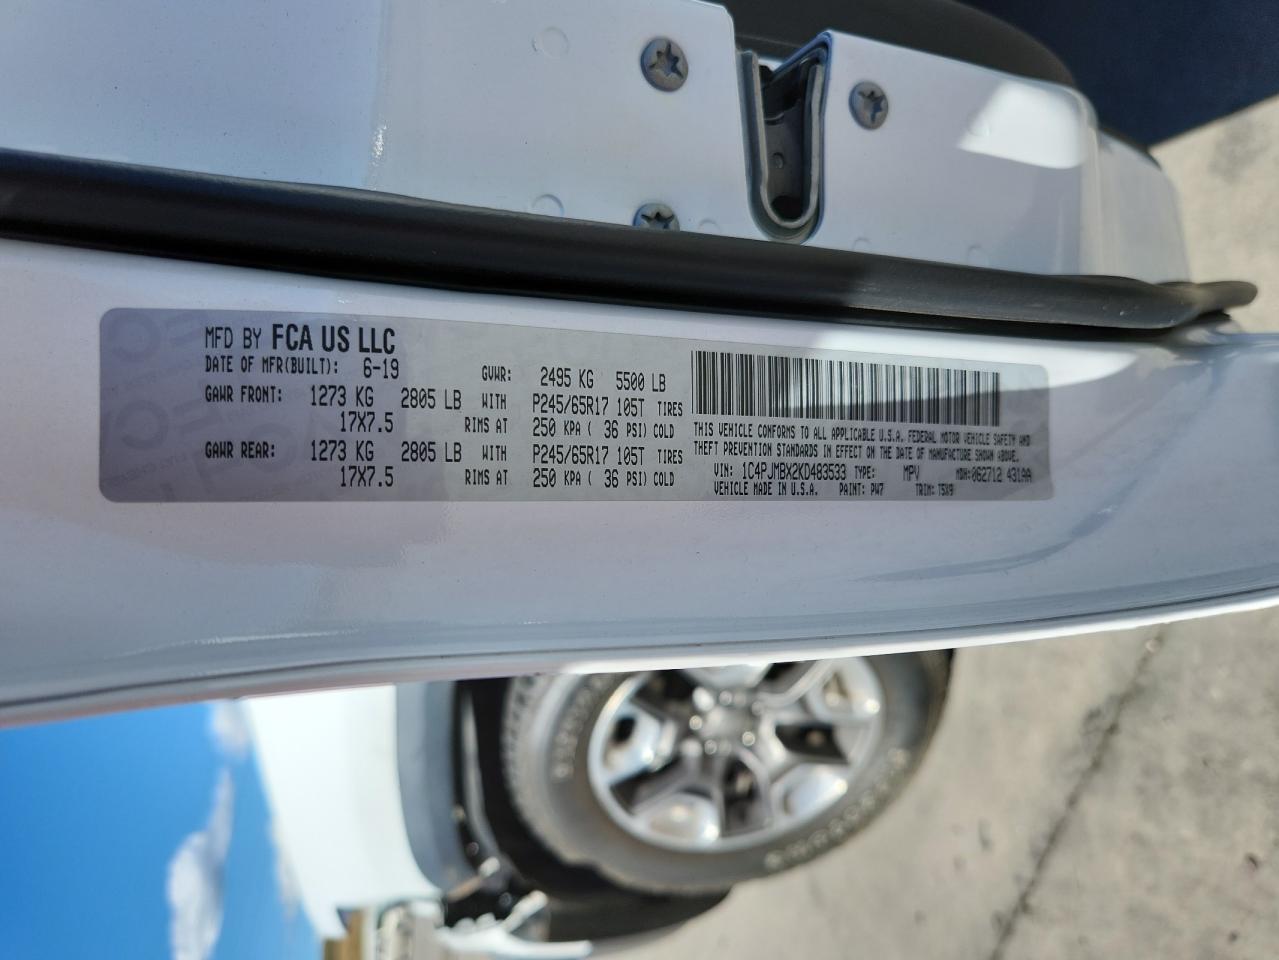 MFD BY FCA US LLC
DATE OF MFR(BUILT): 6-19 GVWR: 2495 KG 5500 LB
GAWR FRONT: 1273 KG 2805 LB WITH P245/65R17 105T TIRES
17X7.5 RIMS AT 250 KPA ( 36 PSI) COLD
GAWR REAR: 1273 KG 2805 LB WITH P245/65R17 105T TIRES
17X7.5 RIMS AT 250 KPA ( 36 PSI) COLD
THIS VEHICLE CONFORMS TO ALL APPLICABLE U.S.A. FEDERAL MOTOR VEHICLE SAFETY AND
THEFT PREVENTION STANDARDS IN EFFECT ON THE DATE OF MANUFACTURE SHOWN ABOVE.
VIN: 1C4PJMBX2KD483533 TYPE: MPV MDH:062712 431AA
VEHICLE MADE IN U.S.A. PAINT: PW7 TRIM: T5X9